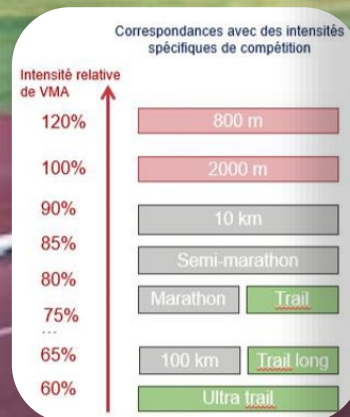 Correspondances avec des intensités
spécifiques de compétition
Intensité relative
de VMA
120%
800 m
100%
2000 m
90%
10 km
85%
Semi-marathon
80%
Marathon Trail
75%
...
65%
100 km Trail long
60%
Ultra trail